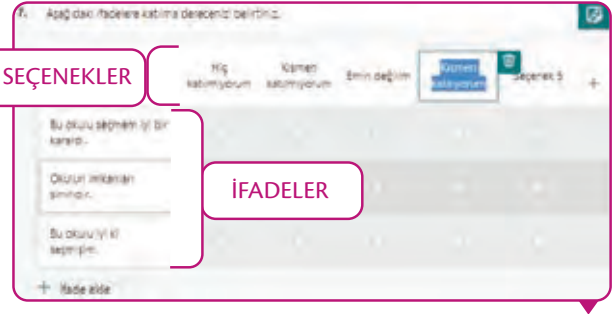 7. Aşağıdaki ifadelere katılma derecenizi belirtiniz.
SEÇENEKLER
Hiç katılmıyorum
Kısmen katılmıyorum
Emin değilim
Kısmen katılıyorum
Seçenek 5
+
Bu okulu seçmem iyi bir
karardı.
Okulun imkanları
sınırlıdır.
İFADELER
Bu okulu iyi ki
seçmişim.
+ İfade ekle